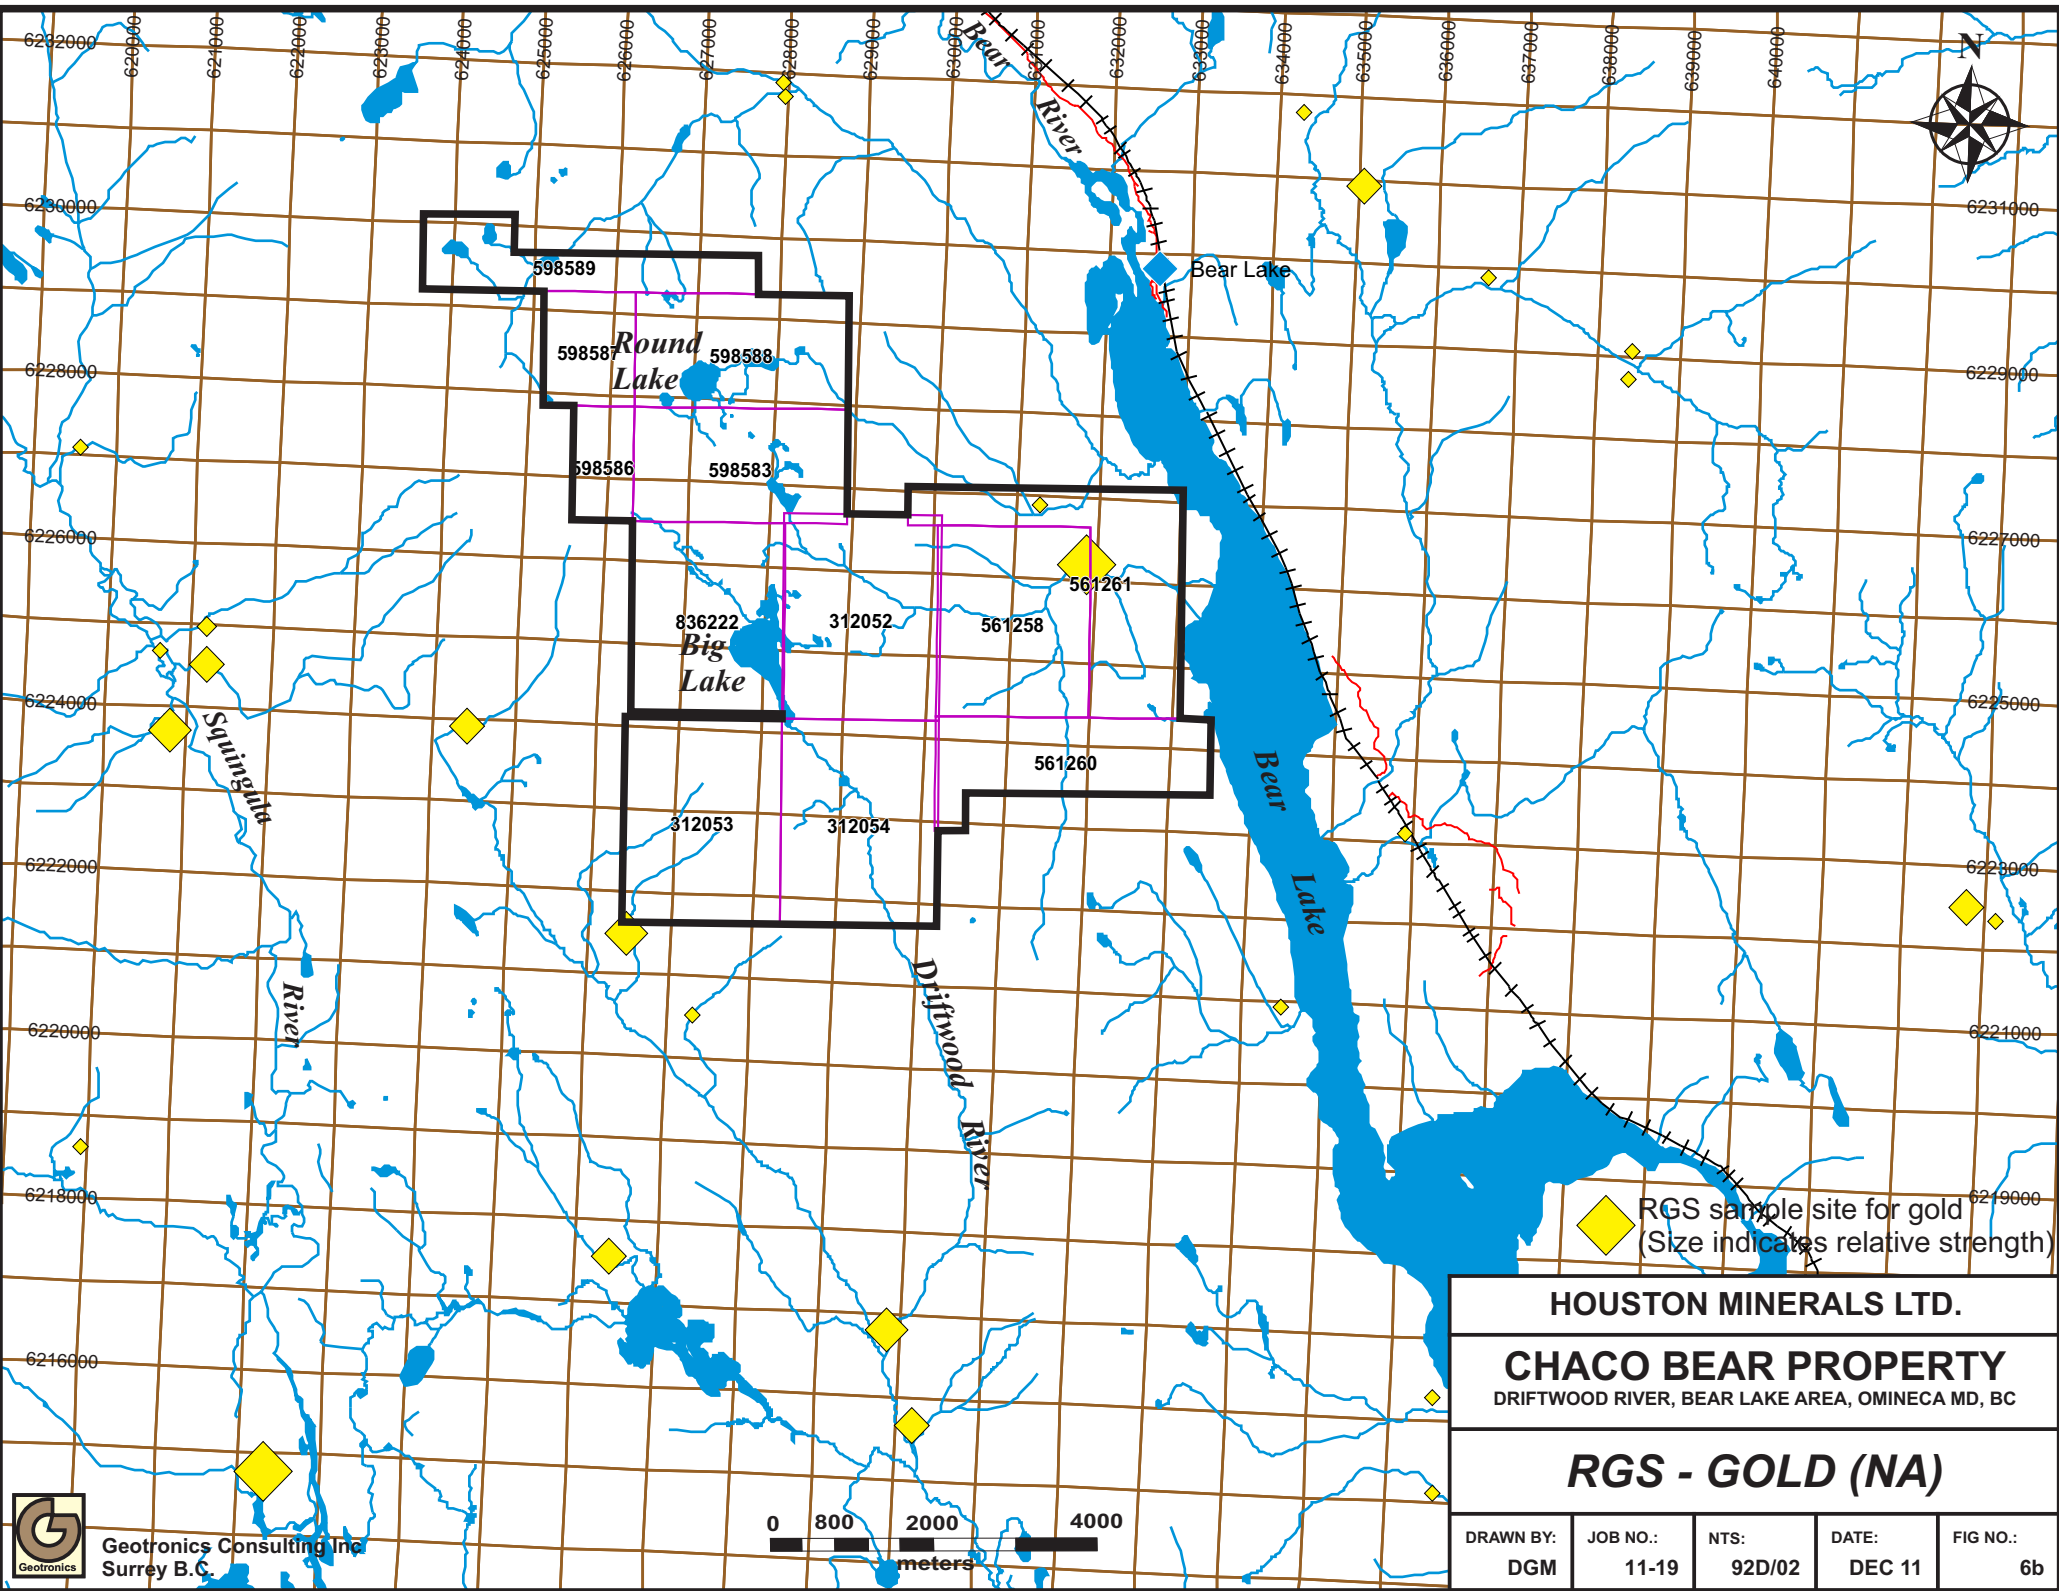 6232000
620000
621000
622000
623000
624000
625000
626000
627000
628000
629000
630000
631000
632000
633000
634000
635000
636000
637000
638000
639000
640000
N
Bear
River
6230000
6231000
Bear Lake
598589
598587
Round
Lake
598588
6228000
6229000
598586
598583
6226000
6227000
561261
836222
312052
561258
Big
Lake
6224000
6225000
Squingula
River
561260
Bear
Lake
312053
312054
6222000
6223000
Driftwood
River
6220000
6221000
6218000
6219000
RGS sample site for gold
(Size indicates relative strength)
6216000
HOUSTON MINERALS LTD.
CHACO BEAR PROPERTY
DRIFTWOOD RIVER, BEAR LAKE AREA, OMINECA MD, BC
RGS - GOLD (NA)
DRAWN BY:
DGM
JOB NO.:
11-19
NTS:
92D/02
DATE:
DEC 11
FIG NO.:
6b
0 800 2000 4000
meters
G
Geotronics
Geotronics Consulting Inc
Surrey B.C.